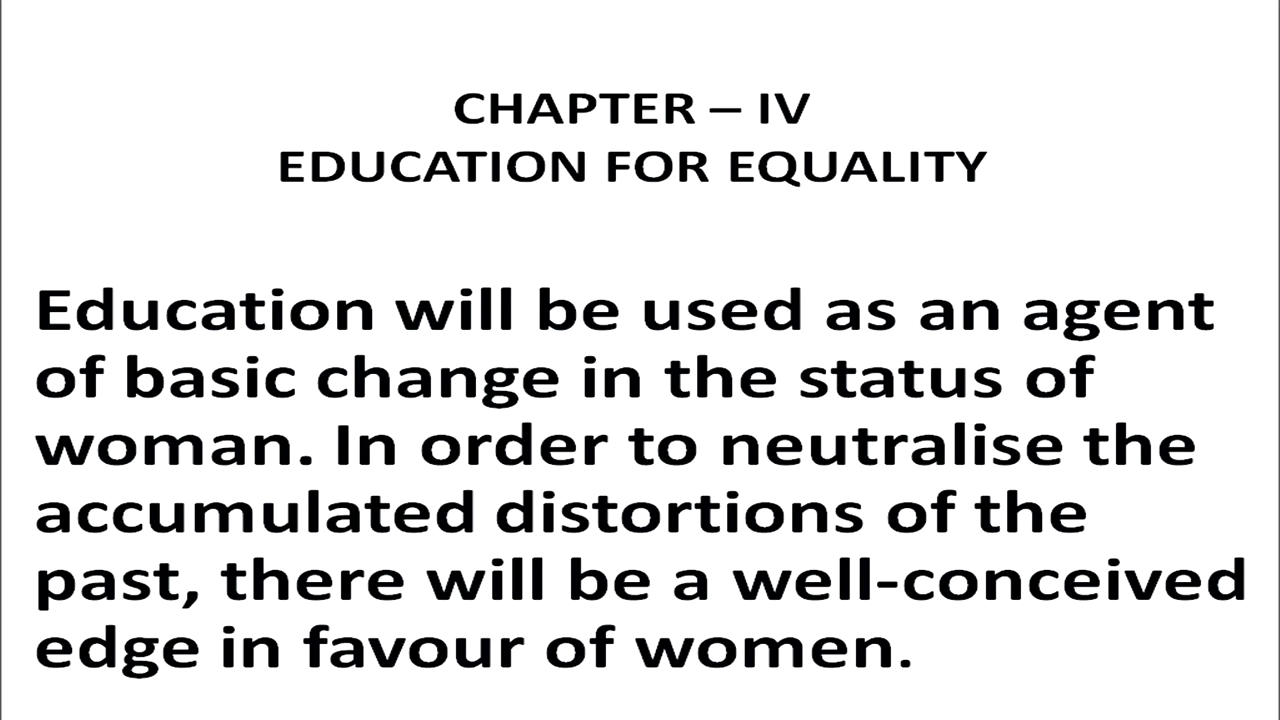 CHAPTER – IV
EDUCATION FOR EQUALITY
Education will be used as an agent
of basic change in the status of
woman. In order to neutralise the
accumulated distortions of the
past, there will be a well-conceived
edge in favour of women.